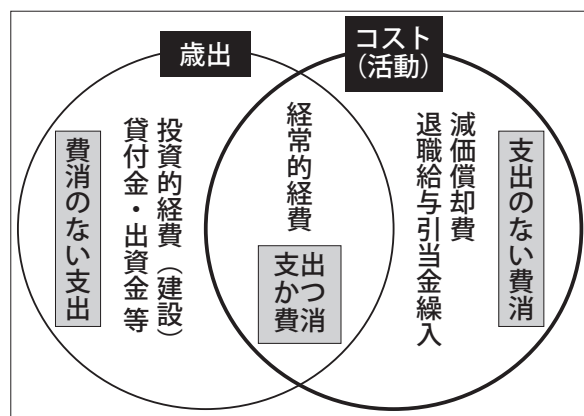 歳出
コスト
(活動)
費消のない支出
投資的経費(建設)
貸付金・出資金 等
経常的経費
支出
かつ
費消
減価償却費
退職給与引当金繰入
支出のない費消